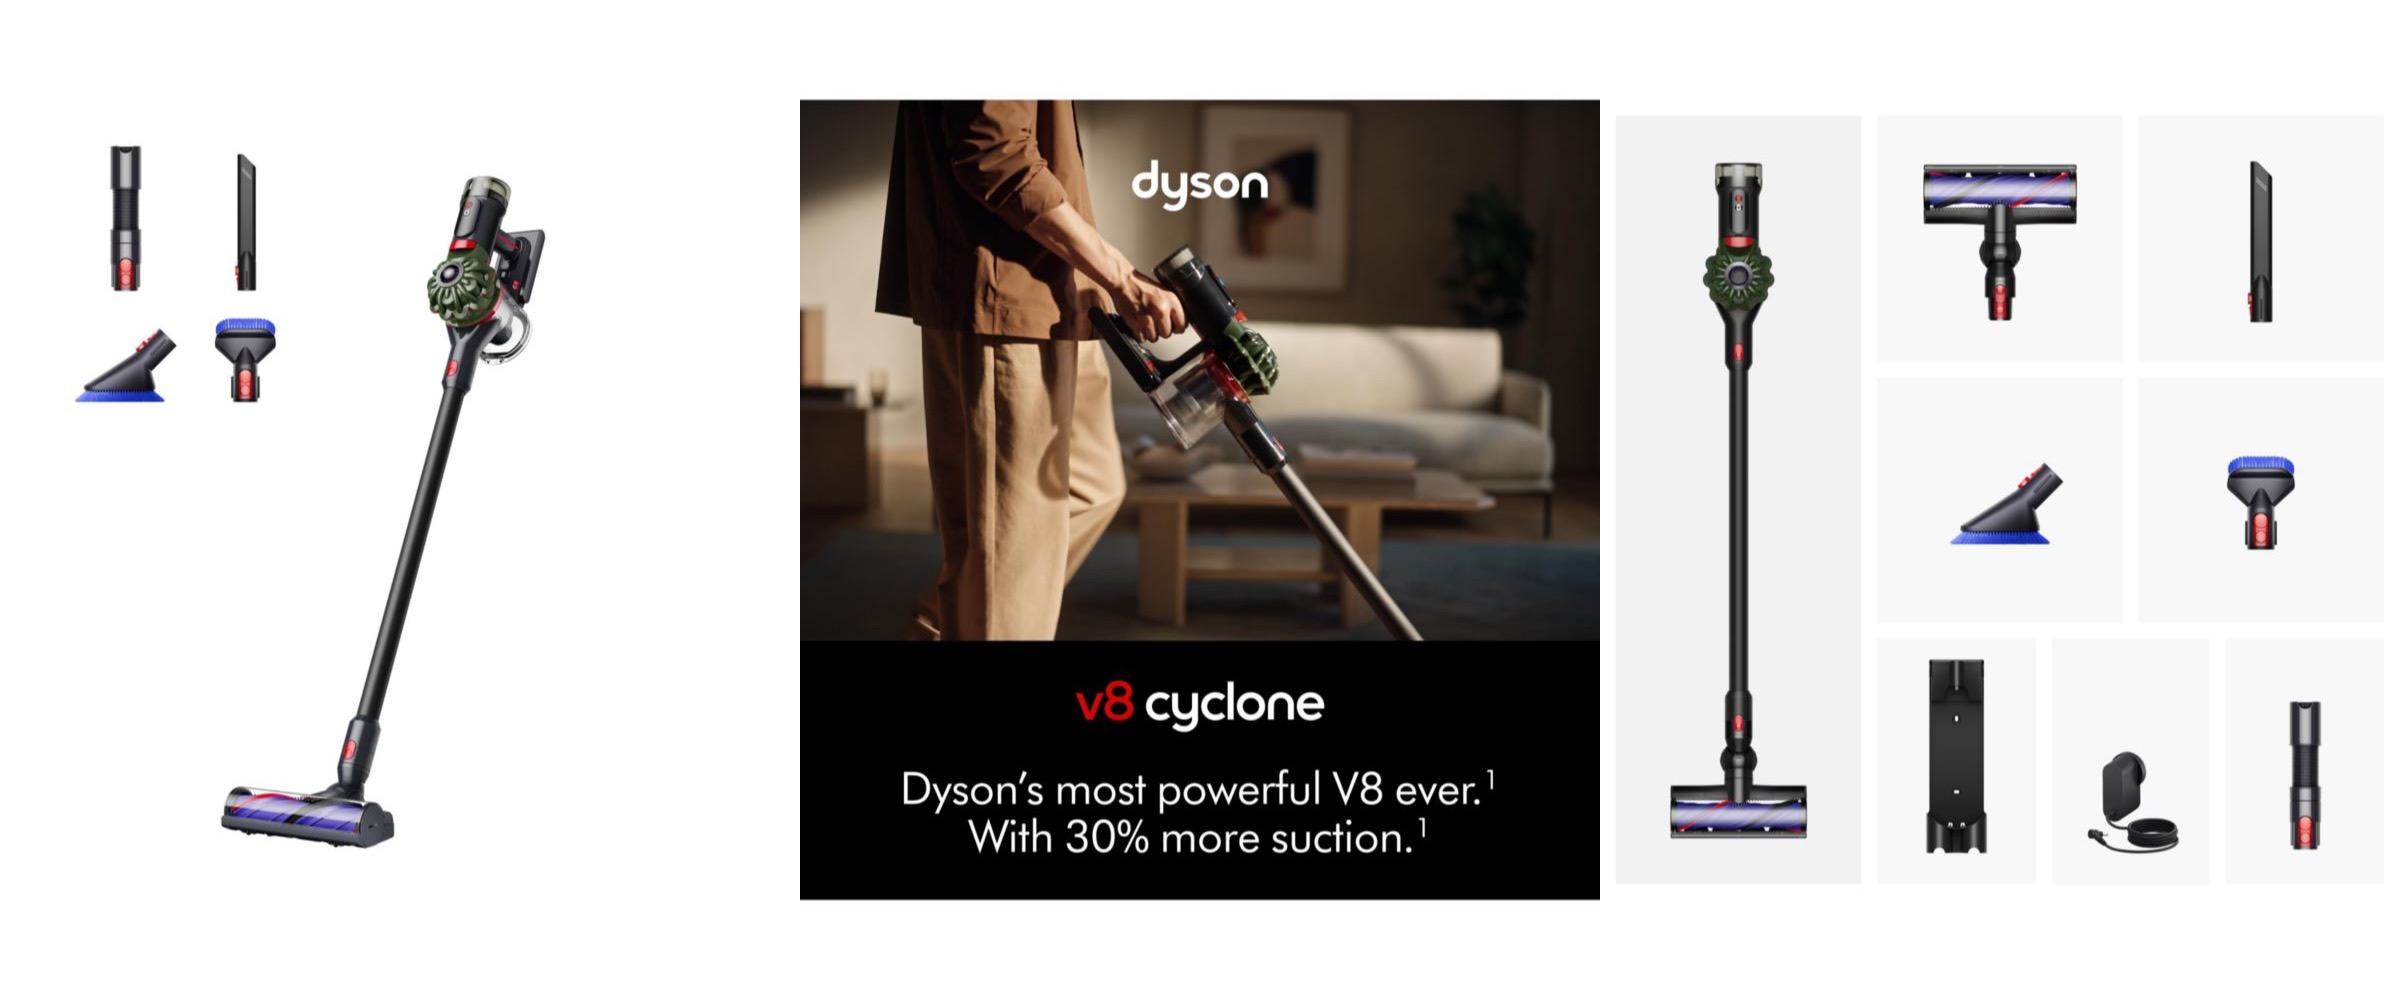 dyson
v8 cyclone
Dyson's most powerful V8 ever.¹
With 30% more suction.¹